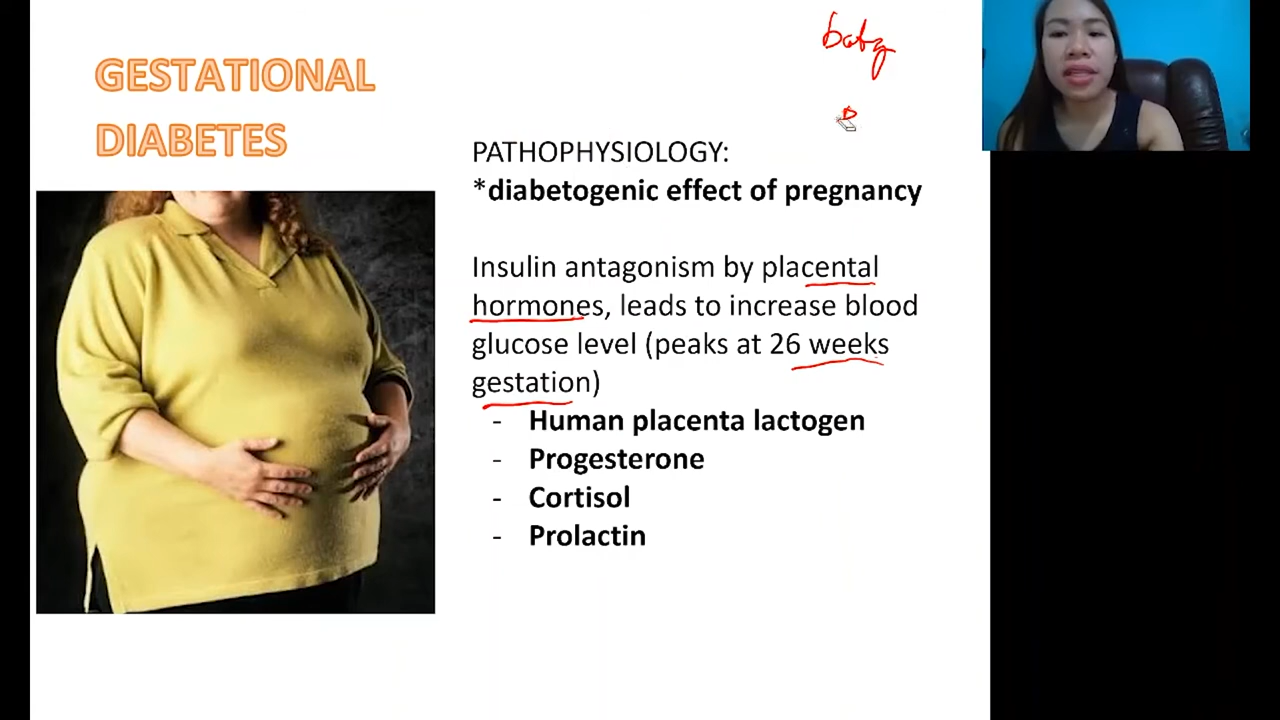 baby
GESTATIONAL
DIABETES
PATHOPHYSIOLOGY:
*diabetogenic effect of pregnancy
Insulin antagonism by placental
hormones, leads to increase blood
glucose level (peaks at 26 weeks
gestation)
- Human placenta lactogen
- Progesterone
- Cortisol
- Prolactin